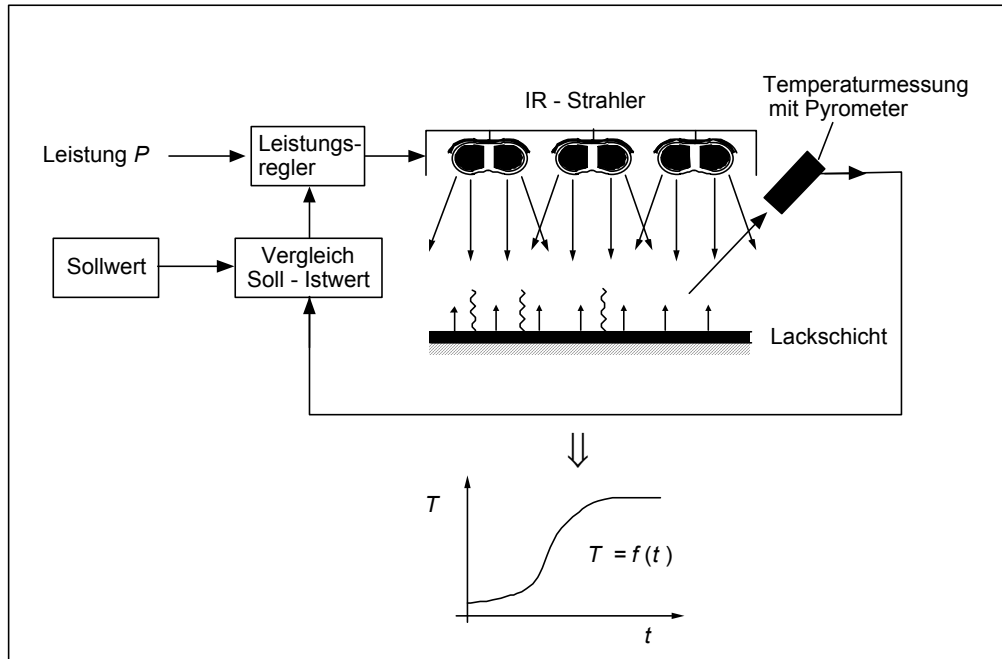 IR - Strahler
Temperaturmessung
mit Pyrometer
Leistung P
Leistungs-
regler
Sollwert
Vergleich
Soll - Istwert
Lackschicht
T
T = f (t )
t